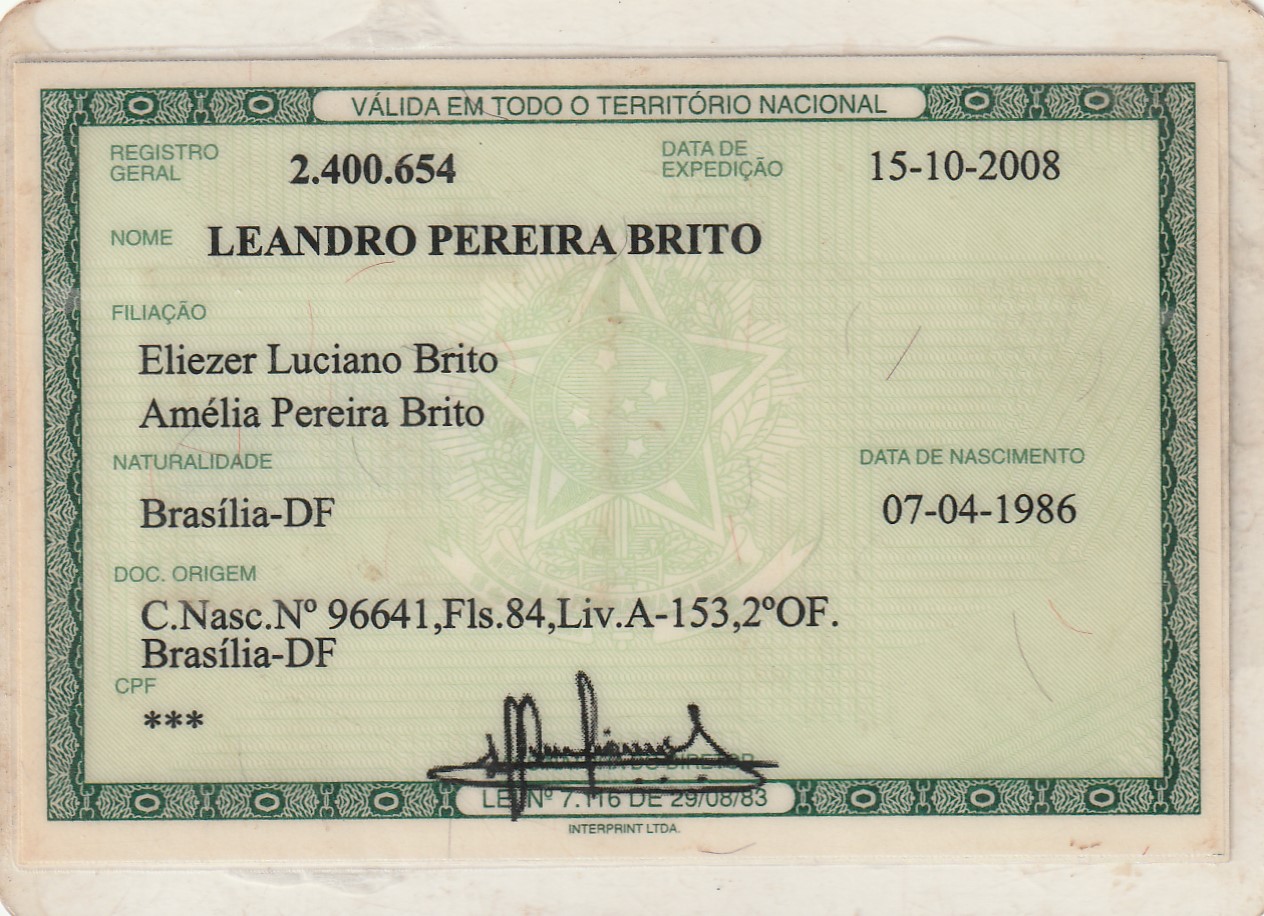 VÁLIDA EM TODO O TERRITÓRIO NACIONAL
REGISTRO GERAL 2.400.654 DATA DE EXPEDIÇÃO 15-10-2008
NOME LEANDRO PEREIRA BRITO
FILIAÇÃO
Eliezer Luciano Brito
Amélia Pereira Brito
NATURALIDADE DATA DE NASCIMENTO
Brasília-DF 07-04-1986
DOC. ORIGEM
C.Nasc.Nº 96641,Fls.84,Liv.A-153,2ºOF.
Brasília-DF
CPF
***
LEI Nº 7.116 DE 29/08/83
INTERPRINT LTDA.